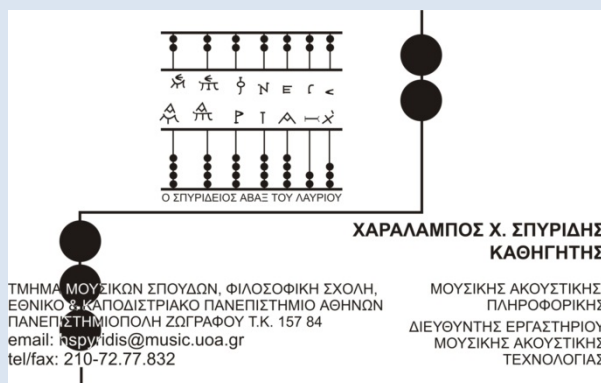 Ο ΣΠΥΡΙΔΕΙΟΣ ΑΒΑΞ ΤΟΥ ΛΑΥΡΙΟΥ
ΧΑΡΑΛΑΜΠΟΣ Χ. ΣΠΥΡΙΔΗΣ
ΚΑΘΗΓΗΤΗΣ
ΤΜΗΜΑ ΜΟΥΣΙΚΩΝ ΣΠΟΥΔΩΝ, ΦΙΛΟΣΟΦΙΚΗ ΣΧΟΛΗ,
ΕΘΝΙΚΟ & ΚΑΠΟΔΙΣΤΡΙΑΚΟ ΠΑΝΕΠΙΣΤΗΜΙΟ ΑΘΗΝΩΝ
ΠΑΝΕΠΙΣΤΗΜΙΟΠΟΛΗ ΖΩΓΡΑΦΟΥ Τ.Κ. 157 84
email: hspyridis@music.uoa.gr
tel/fax: 210-72.77.832
ΜΟΥΣΙΚΗΣ ΑΚΟΥΣΤΙΚΗΣ
ΠΛΗΡΟΦΟΡΙΚΗΣ
ΔΙΕΥΘΥΝΤΗΣ ΕΡΓΑΣΤΗΡΙΟΥ
ΜΟΥΣΙΚΗΣ ΑΚΟΥΣΤΙΚΗΣ
ΤΕΧΝΟΛΟΓΙΑΣ